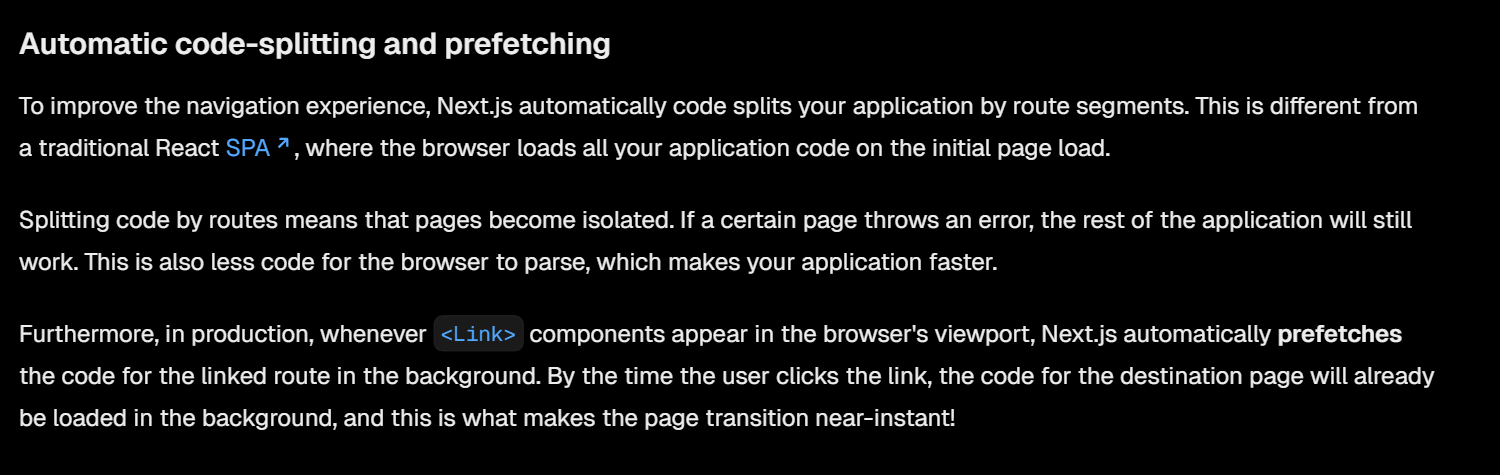 Automatic code-splitting and prefetching
To improve the navigation experience, Next.js automatically code splits your application by route segments. This is different from
a traditional React SPA ↗, where the browser loads all your application code on the initial page load.
Splitting code by routes means that pages become isolated. If a certain page throws an error, the rest of the application will still
work. This is also less code for the browser to parse, which makes your application faster.
Furthermore, in production, whenever <Link> components appear in the browser's viewport, Next.js automatically prefetches
the code for the linked route in the background. By the time the user clicks the link, the code for the destination page will already
be loaded in the background, and this is what makes the page transition near-instant!